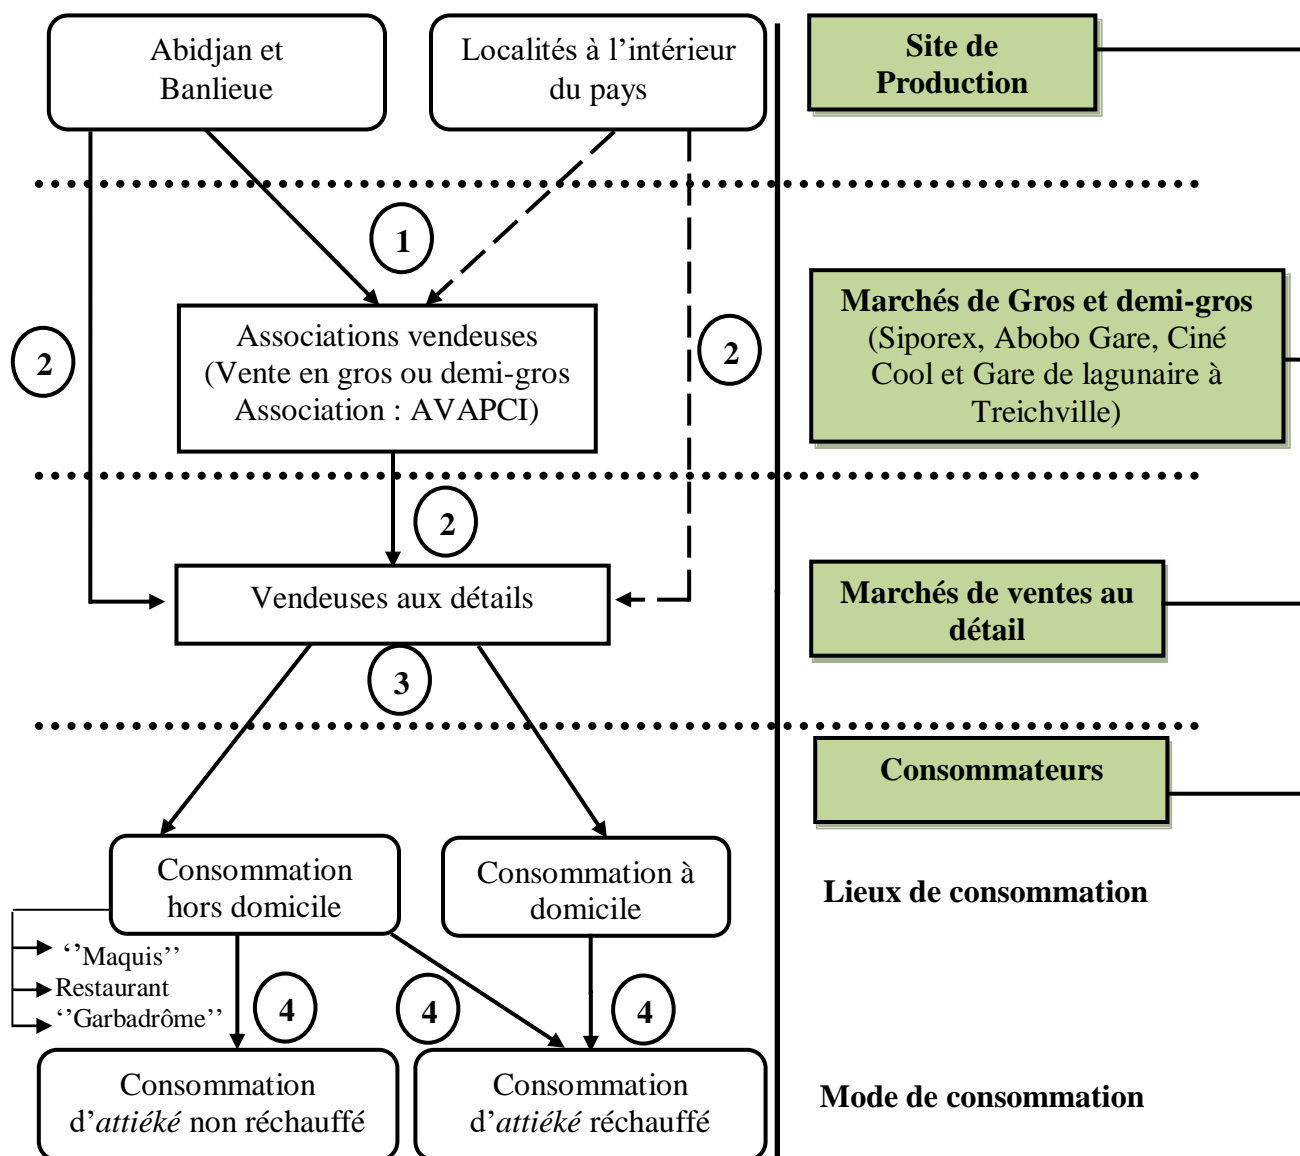 Abidjan et
Banlieue
Localités à l’intérieur
du pays
Site de
Production
1
2
Associations vendeuses
(Vente en gros ou demi-gros
Association : AVAPCI)
2
Marchés de Gros et demi-gros
(Siporex, Abobo Gare, Ciné
Cool et Gare de lagunaire à
Treichville)
2
Vendeuses aux détails
Marchés de ventes au
détail
3
Consommateurs
Consommation
hors domicile
Consommation à
domicile
Lieux de consommation
‘’Maquis’’
Restaurant
‘’Garbadrôme’’
4
4
4
Consommation
d’attiéké non réchauffé
Consommation
d’attiéké réchauffé
Mode de consommation